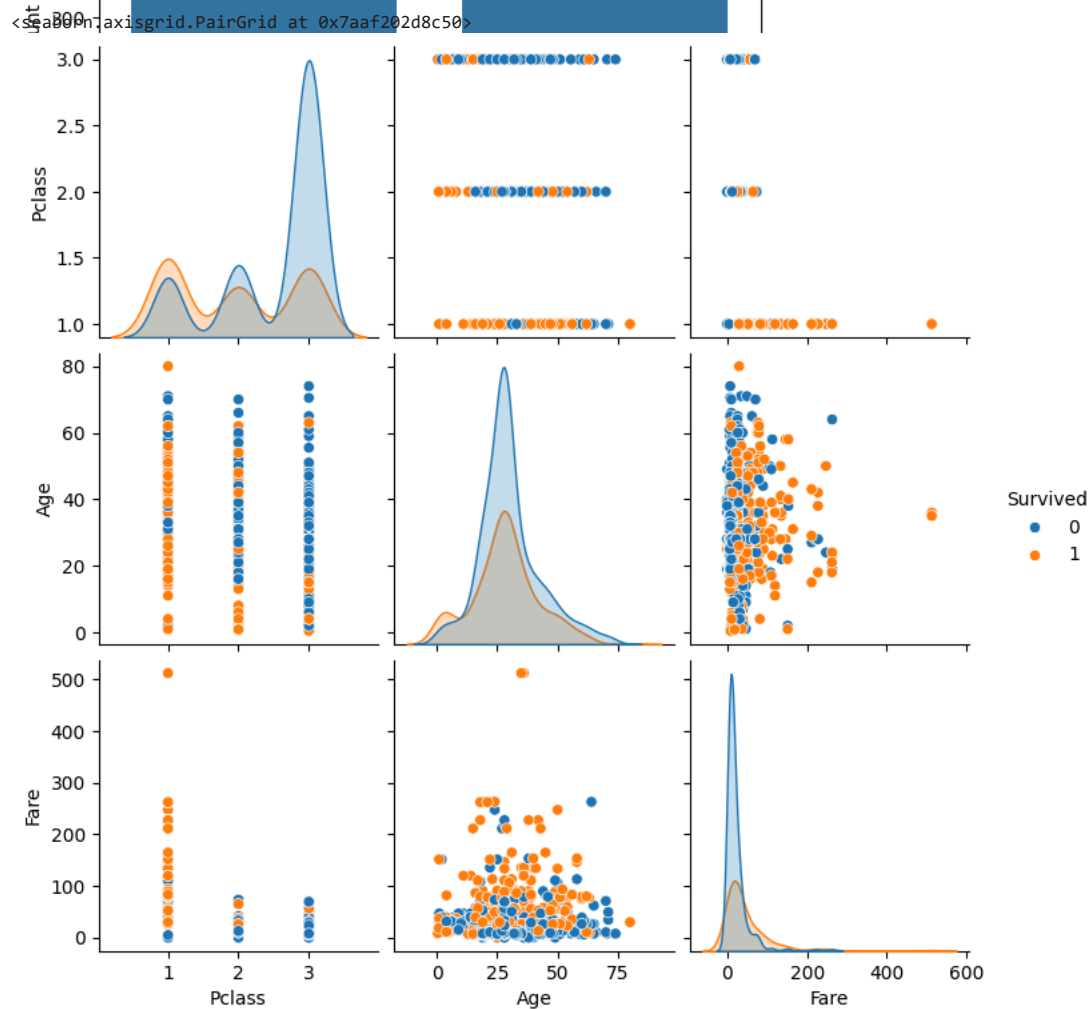 300
<seaborn.axisgrid.PairGrid at 0x7aaf202d8c50>
3.0
2.5
2.0
1.5
1.0
Pclass
80
60
40
20
0
Age
Survived
0
1
500
400
300
200
100
0
Fare
1 2 3
0 25 50 75
0 200 400 600
Pclass Age Fare